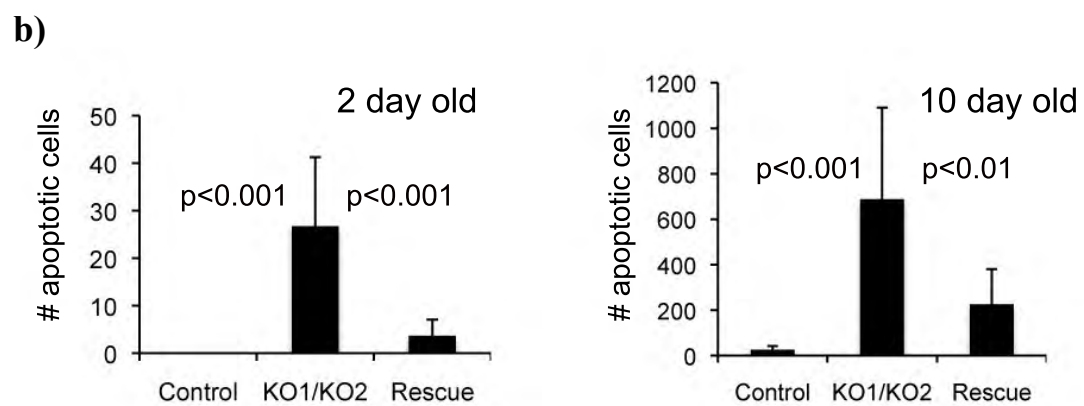 b)
2 day old
# apoptotic cells
50
40
30
20
10
0
p<0.001 p<0.001
Control KO1/KO2 Rescue
10 day old
# apoptotic cells
1200
1000
800
600
400
200
0
p<0.001 p<0.01
Control KO1/KO2 Rescue